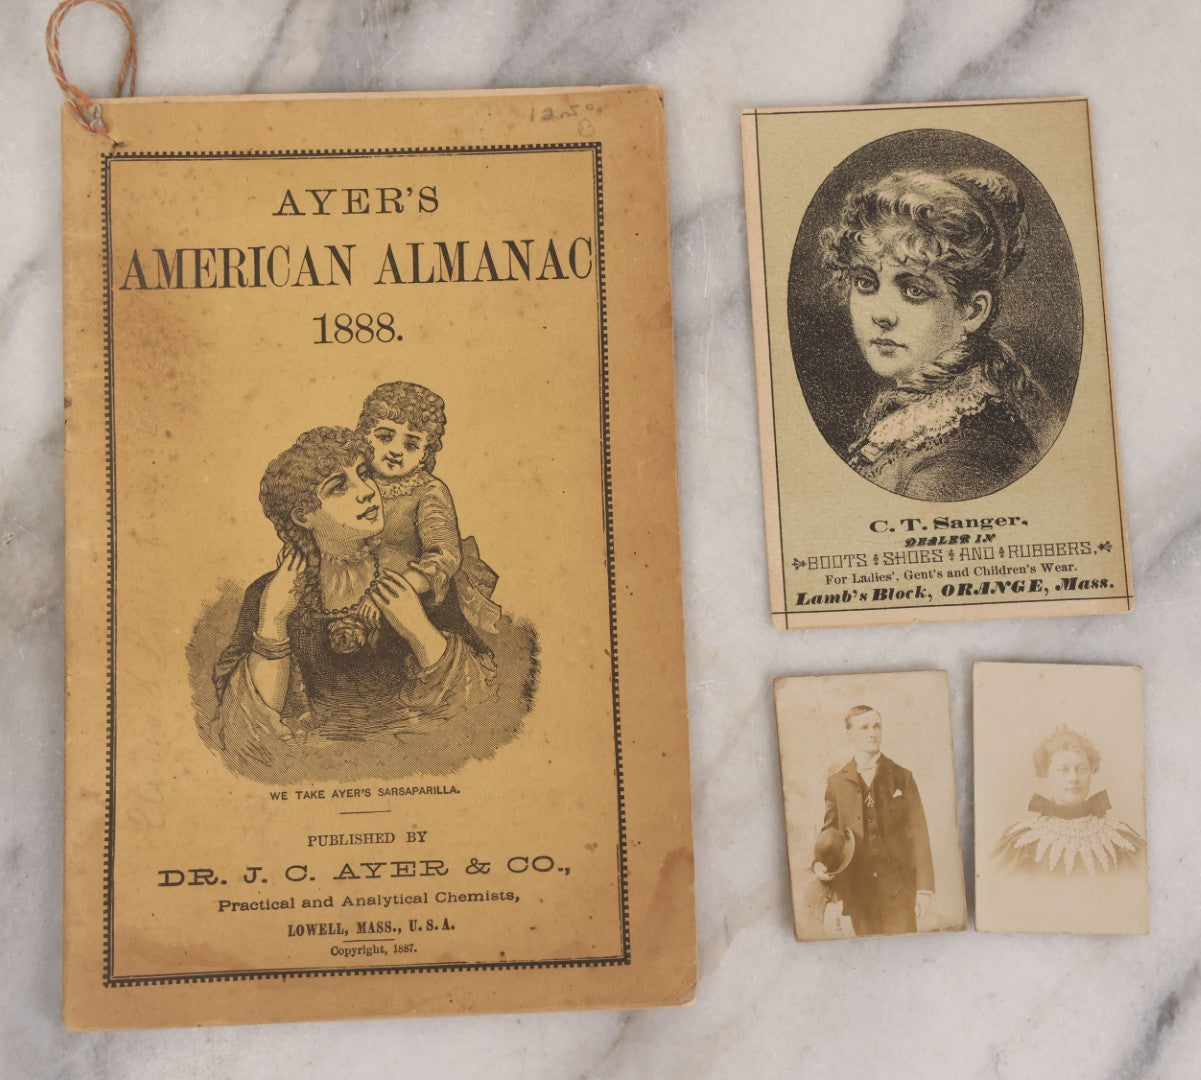 AYER'S
AMERICAN ALMANAC
1888.
WE TAKE AYER'S SARSAPARILLA.
PUBLISHED BY
DR. J. C. AYER & CO.,
Practical and Analytical Chemists,
LOWELL, MASS., U. S. A.
Copyright, 1887.
C. T. Sanger,
DEALER IN
BOOTS SHOES AND RUBBERS,
For Ladies', Gent's and Children's Wear.
Lamb's Block, ORANGE, Mass.